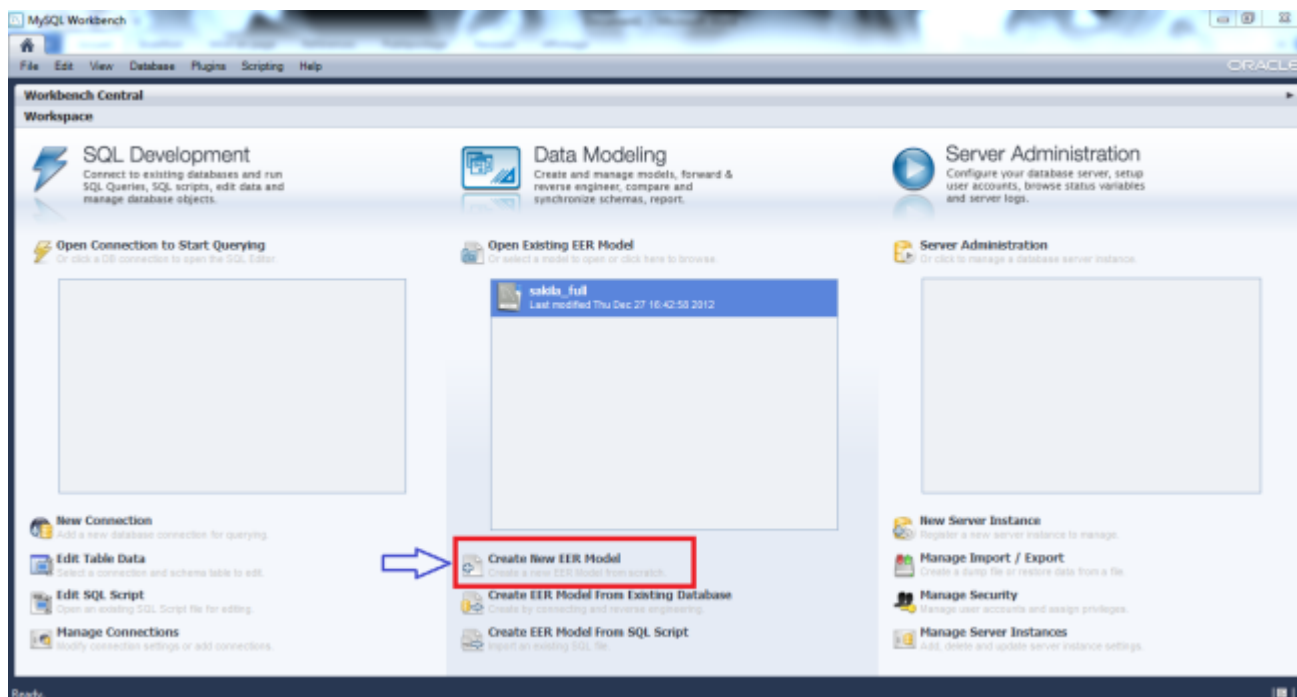 MySQL Workbench
File Edit View Database Plugins Scripting Help
ORACLE
Workbench Central
Workspace
SQL Development
Connect to existing databases and run
SQL Queries, SQL scripts, edit data and
manage database objects.
Open Connection to Start Querying
Or click a DB connection to open the SQL Editor.
New Connection
Add a new database connection for querying.
Edit Table Data
Select a connection and schema table to edit.
Edit SQL Script
Open an existing SQL Script file for editing.
Manage Connections
Modify connection settings or add connections.
Data Modeling
Create and manage models, forward &
reverse engineer, compare and
synchronize schemas, report.
Open Existing EER Model
Or select a model to open or click here to browse.
sakila_full
Last modified Thu Dec 27 16:42:58 2012
Create New EER Model
Create a new EER Model from scratch.
Create EER Model From Existing Database
Create by connecting and reverse engineering.
Create EER Model From SQL Script
Import an existing SQL file.
Server Administration
Configure your database server, setup
user accounts, browse status variables
and server logs.
Server Administration
Or click to manage a database server instance.
New Server Instance
Register a new server instance to manage.
Manage Import / Export
Create a dump file or restore data from a file.
Manage Security
Manage user accounts and assign privileges.
Manage Server Instances
Add, delete and update server instance settings.
Ready.